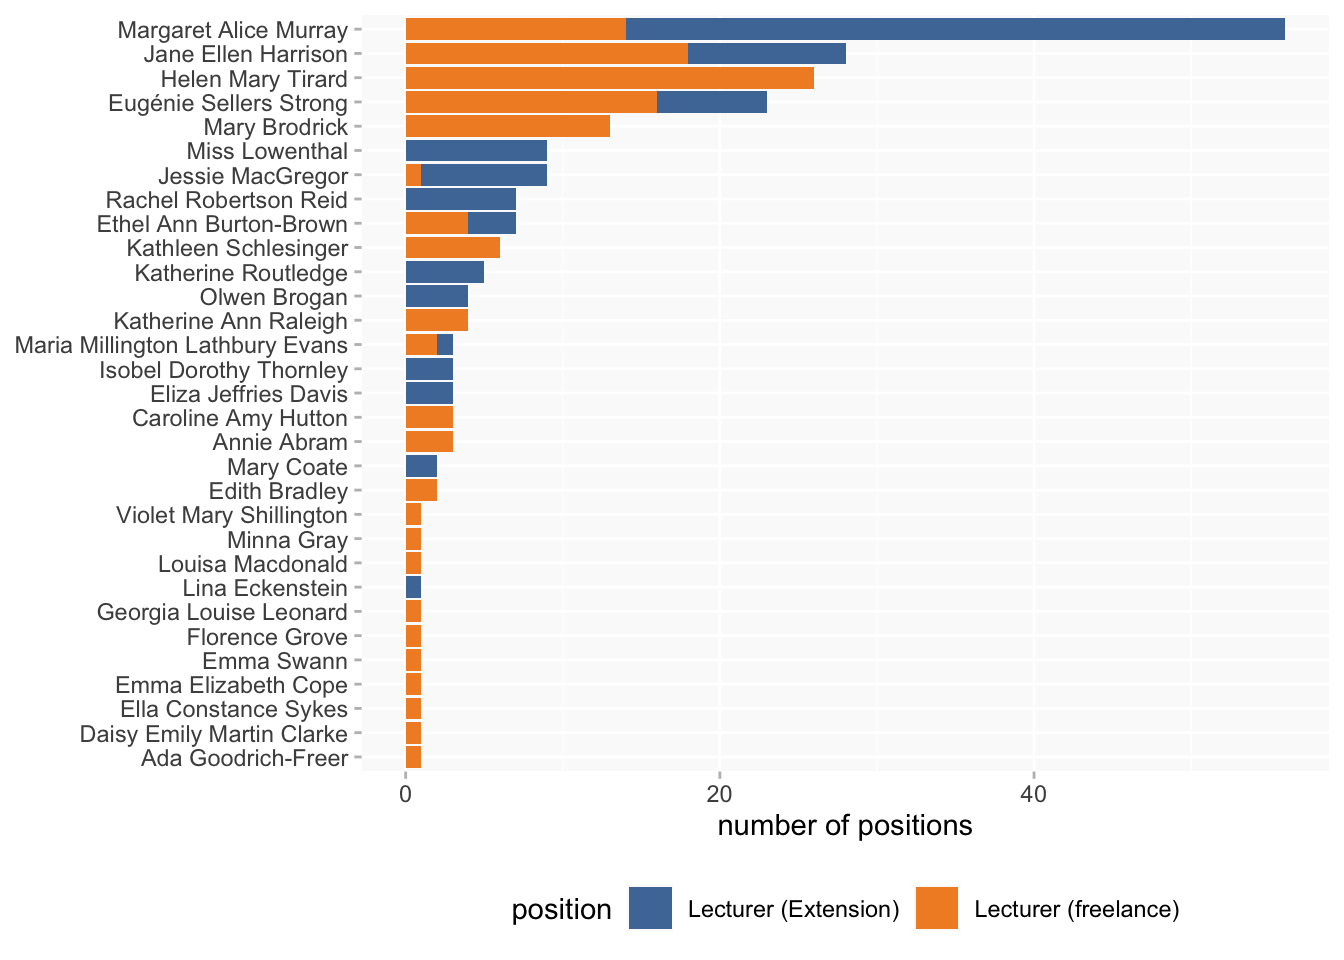 Margaret Alice Murray
Jane Ellen Harrison
Helen Mary Tirard
Eugénie Sellers Strong
Mary Brodrick
Miss Lowenthal
Jessie MacGregor
Rachel Robertson Reid
Ethel Ann Burton-Brown
Kathleen Schlesinger
Katherine Routledge
Olwen Brogan
Katherine Ann Raleigh
Maria Millington Lathbury Evans
Isobel Dorothy Thornley
Eliza Jeffries Davis
Caroline Amy Hutton
Annie Abram
Mary Coate
Edith Bradley
Violet Mary Shillington
Minna Gray
Louisa Macdonald
Lina Eckenstein
Georgia Louise Leonard
Florence Grove
Emma Swann
Emma Elizabeth Cope
Ella Constance Sykes
Daisy Emily Martin Clarke
Ada Goodrich-Freer
0 20 40
number of positions
position Lecturer (Extension) Lecturer (freelance)